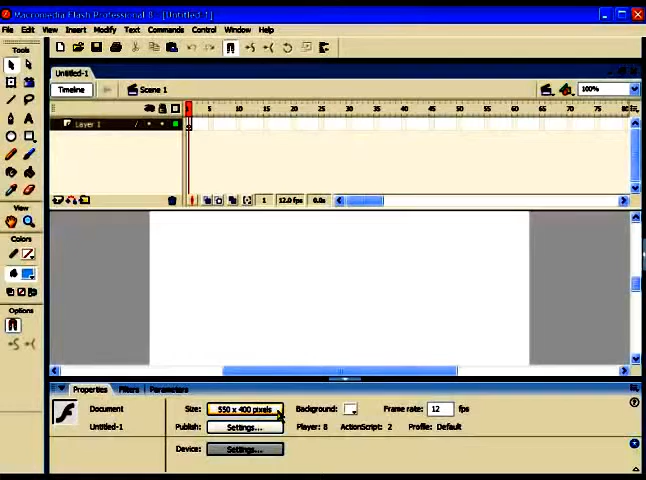 Macromedia Flash Professional 8 - [Untitled-1]
File Edit View Insert Modify Text Commands Control Window Help
Tools
Untitled-1
Timeline Scene 1 100%
5 10 15 20 25 30 35 40 45 50 55 60 65 70 75 80
Layer 1
1 12.0 fps 0.0s
View
Colors
Options
Properties Filters Parameters
Document Size: 550 x 400 pixels Background: Frame rate: 12 fps
Untitled-1 Publish: Settings... Player: 8 ActionScript: 2 Profile: Default
Device: Settings...